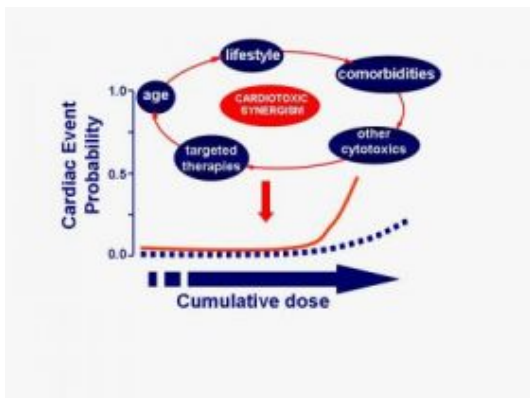 lifestyle
comorbidities
age
CARDIOTOXIC
SYNERGISM
other
cytotoxics
targeted
therapies
Cardiac Event
Probability
1.0
0.5
0.0
Cumulative dose